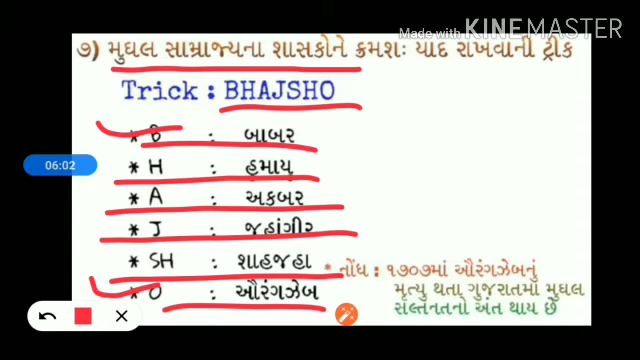 Made with KINEMASTER
૭) મુઘલ સામ્રાજ્યના શાસકોને ક્રમશઃ યાદ રાખવાની ટ્રીક
Trick : BHAJSHO
* B : બાબર
* H : હુમાયુ
* A : અકબર
* J : જહાંગીર
* SH : શાહજહા
* O : ઔરંગઝેબ
* નોંધ : ૧૭૦૭માં ઔરંગઝેબનું
મૃત્યુ થતા ગુજરાતમાં મુઘલ
સલ્તનતનો અંત થાય છે
06:02